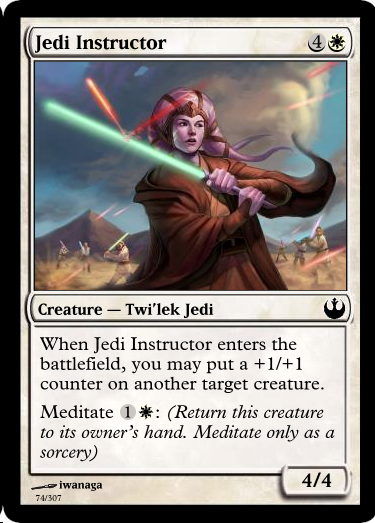 Jedi Instructor 4
Creature — Twi'lek Jedi
When Jedi Instructor enters the
battlefield, you may put a +1/+1
counter on another target creature.
Meditate 1 : (Return this creature
to its owner's hand. Meditate only as a
sorcery)
4/4
iwanaga
74/307